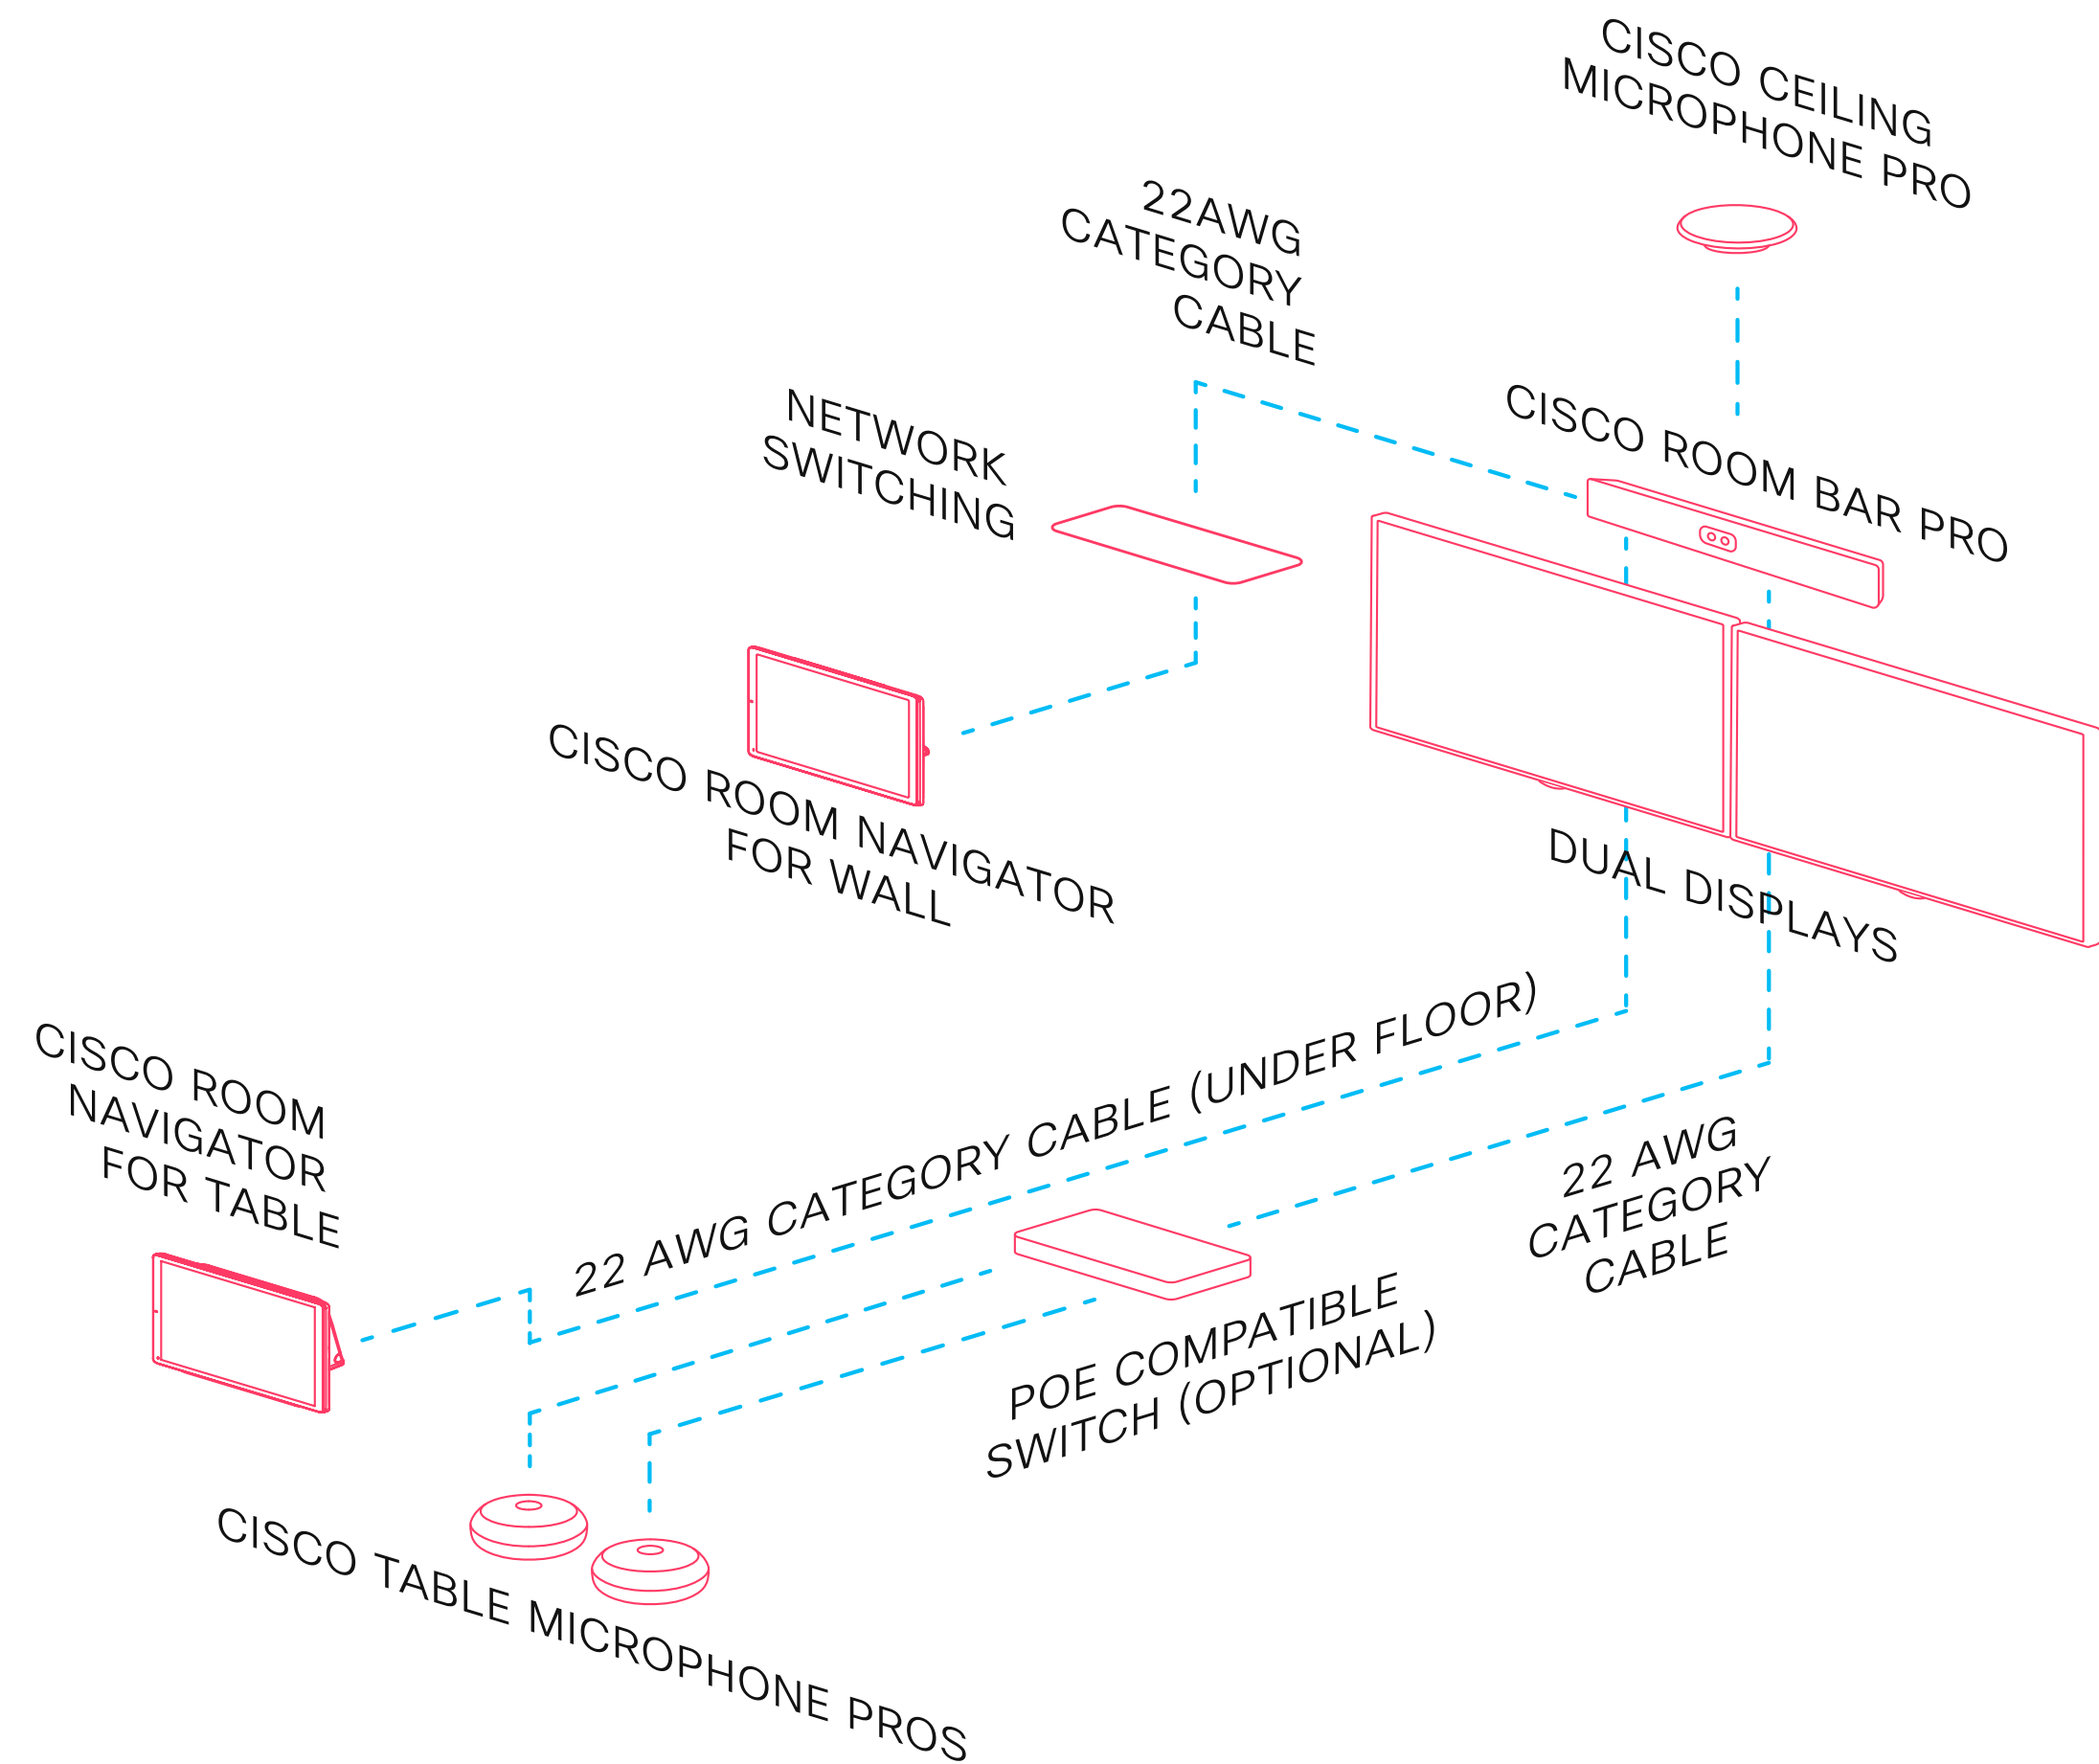 CISCO CEILING
MICROPHONE PRO
22AWG
CATEGORY
CABLE
CISCO ROOM BAR PRO
NETWORK
SWITCHING
CISCO ROOM NAVIGATOR
FOR WALL
DUAL DISPLAYS
CISCO ROOM
NAVIGATOR
FOR TABLE
22 AWG CATEGORY CABLE (UNDER FLOOR)
22 AWG
CATEGORY
CABLE
POE COMPATIBLE
SWITCH (OPTIONAL)
CISCO TABLE MICROPHONE PROS